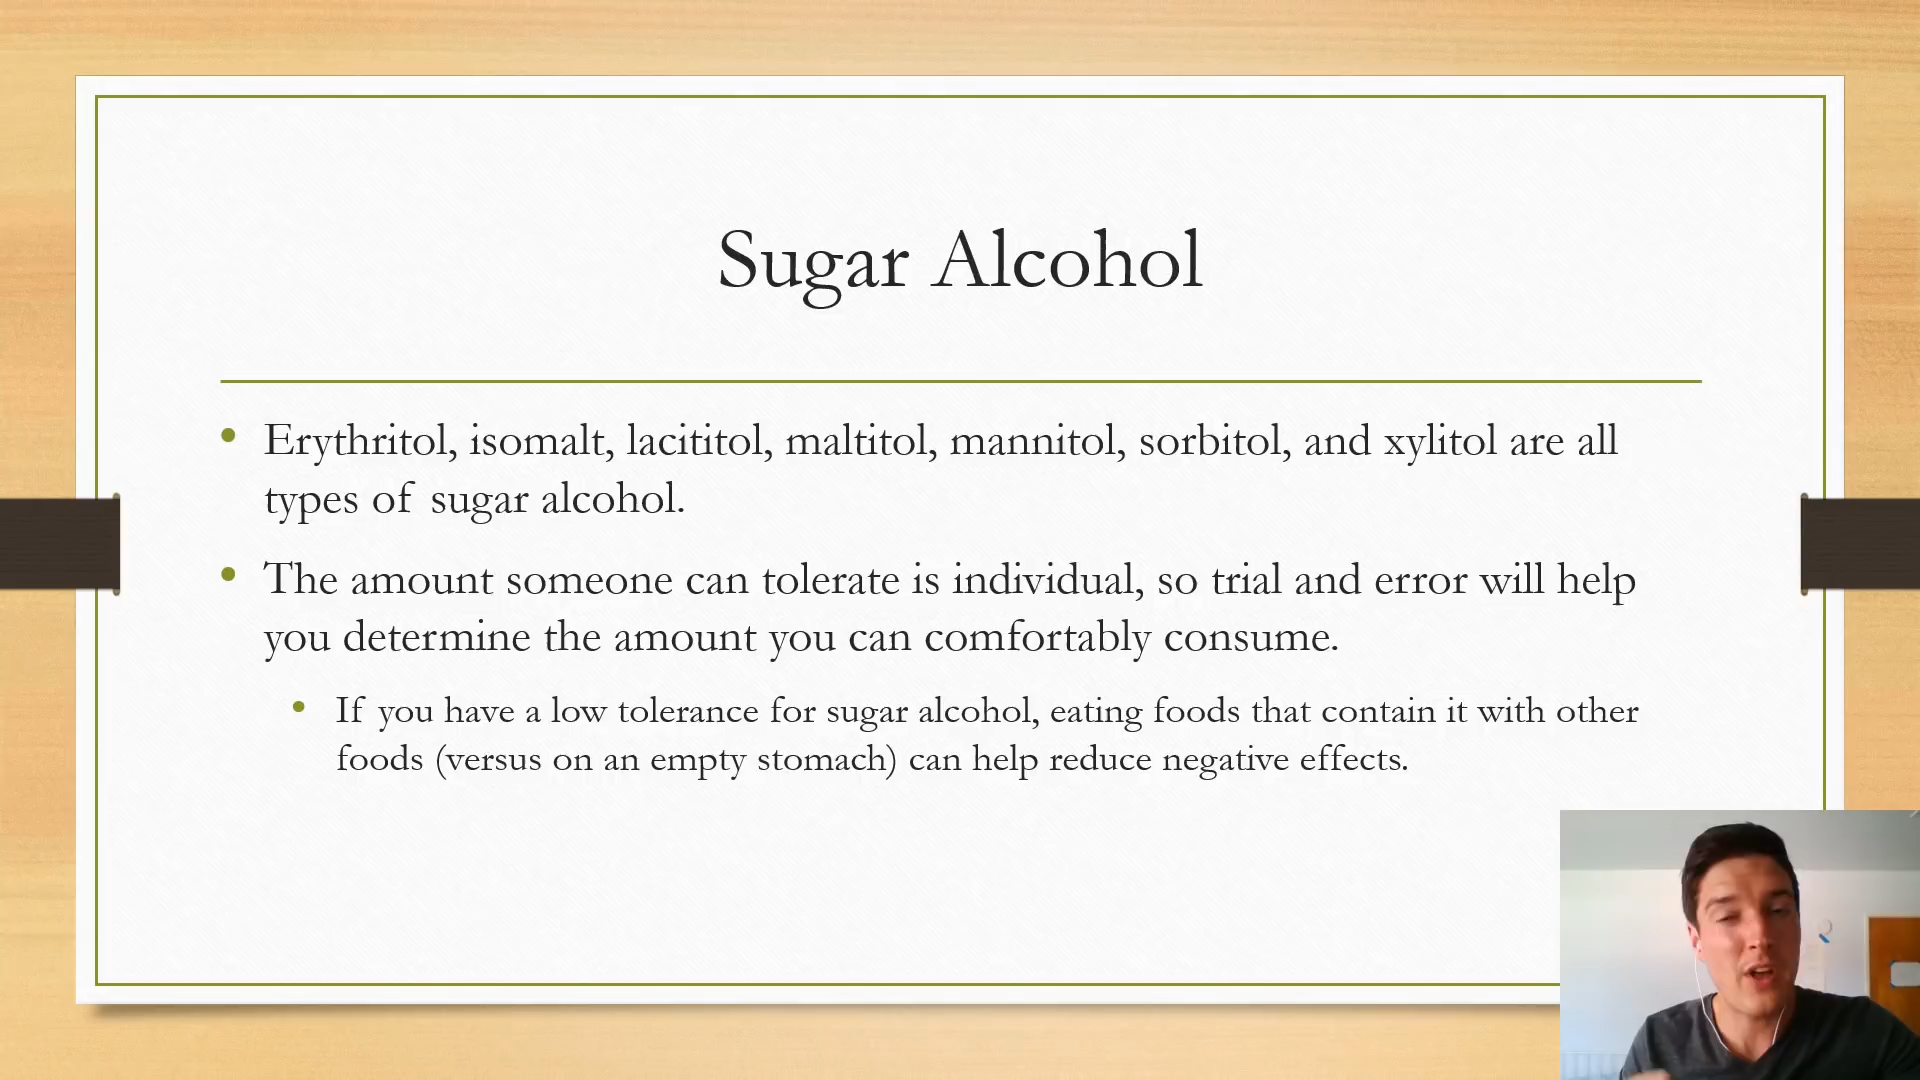 Sugar Alcohol
• Erythritol, isomalt, lacititol, maltitol, mannitol, sorbitol, and xylitol are all
types of sugar alcohol.
• The amount someone can tolerate is individual, so trial and error will help
you determine the amount you can comfortably consume.
• If you have a low tolerance for sugar alcohol, eating foods that contain it with other
foods (versus on an empty stomach) can help reduce negative effects.